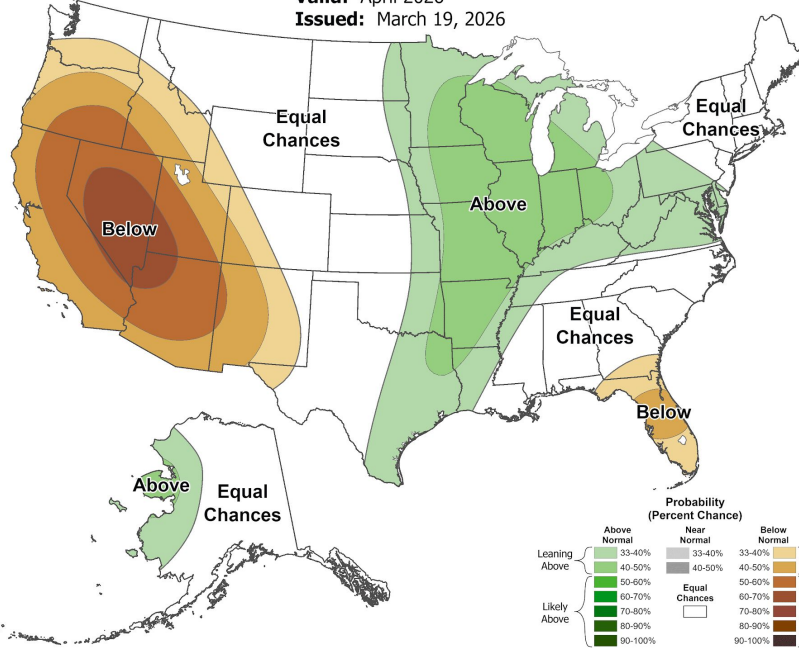 Valid: April 2026
Issued: March 19, 2026
Equal
Chances
Equal
Chances
Above
Below
Equal
Chances
Below
Above
Equal
Chances
Probability
(Percent Chance)
Above
Normal
Near
Normal
Below
Normal
Leaning
Above
33-40%
33-40%
33-40%
40-50%
40-50%
40-50%
Likely
Above
50-60%
50-60%
60-70%
Equal
Chances
60-70%
70-80%
70-80%
80-90%
80-90%
90-100%
90-100%